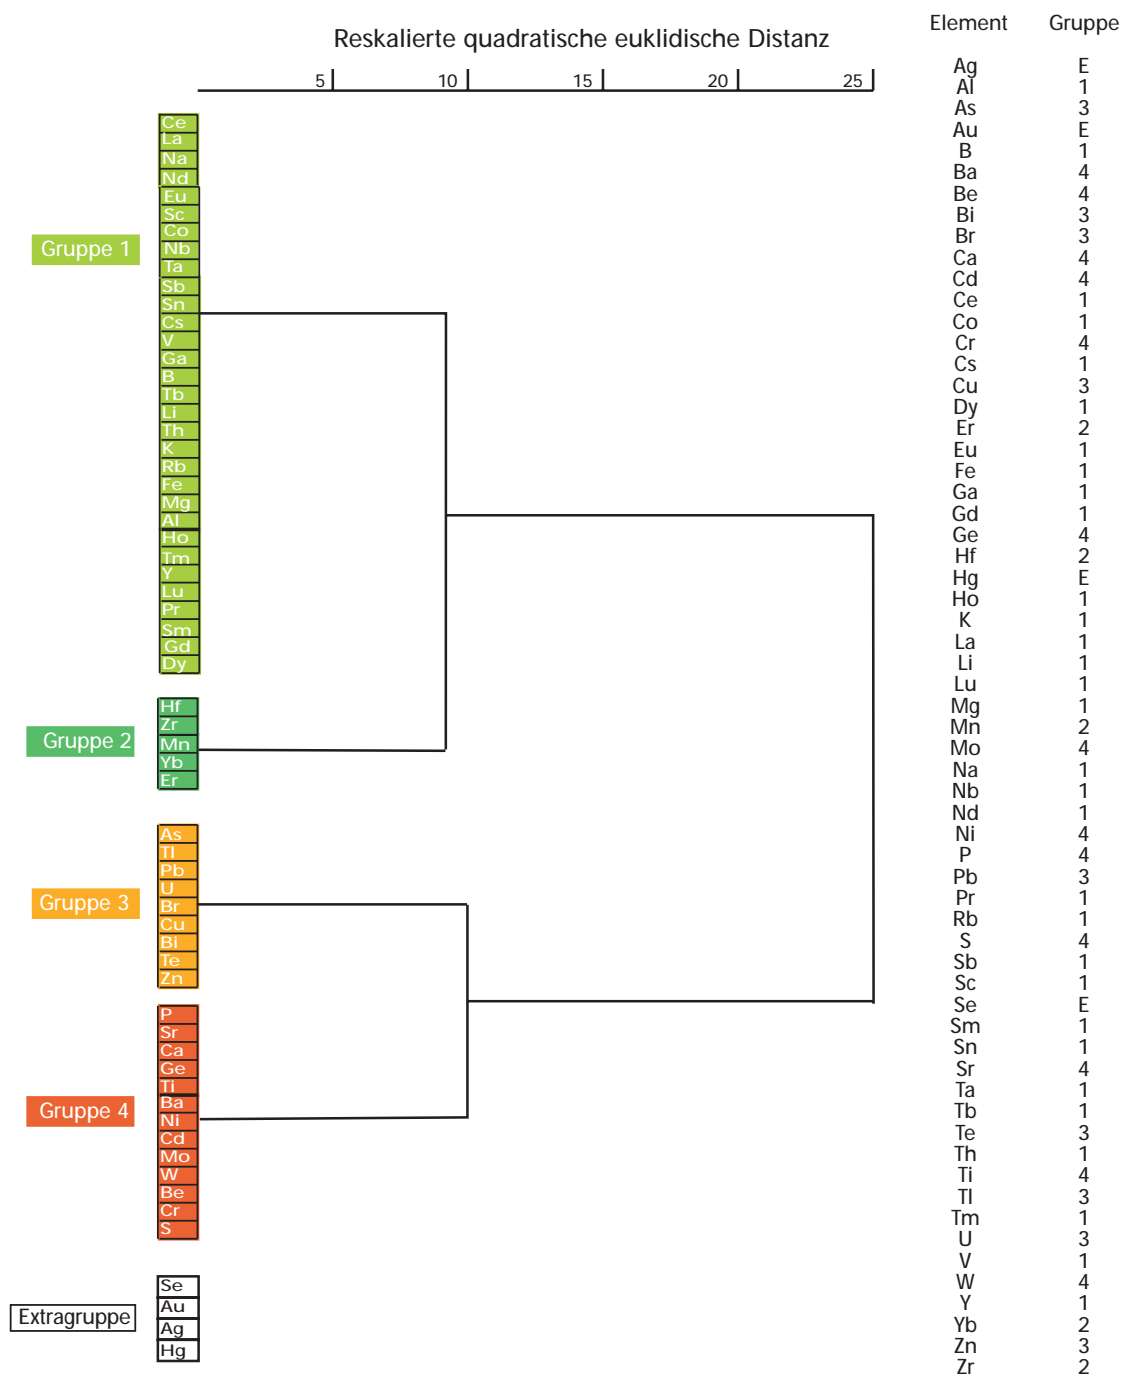 Reskalierte quadratische euklidische Distanz
5 10 15 20 25
Gruppe 1
Ce
La
Na
Nd
Eu
Sc
Co
Nb
Ta
Sb
Sn
Cs
V
Ga
B
Tb
Li
Th
K
Rb
Fe
Mg
Al
Ho
Tm
Y
Lu
Pr
Sm
Gd
Dy
Gruppe 2
Hf
Zr
Mn
Yb
Er
Gruppe 3
As
Tl
Pb
U
Br
Cu
Bi
Te
Zn
Gruppe 4
P
Sr
Ca
Ge
Ti
Ba
Ni
Cd
Mo
W
Be
Cr
S
Extragruppe
Se
Au
Ag
Hg
Element Gruppe
Ag E
Al 1
As 3
Au E
B 1
Ba 4
Be 4
Bi 3
Br 3
Ca 4
Cd 4
Ce 1
Co 1
Cr 4
Cs 1
Cu 3
Dy 1
Er 2
Eu 1
Fe 1
Ga 1
Gd 1
Ge 4
Hf 2
Hg E
Ho 1
K 1
La 1
Li 1
Lu 1
Mg 1
Mn 2
Mo 4
Na 1
Nb 1
Nd 1
Ni 4
P 4
Pb 3
Pr 1
Rb 1
S 4
Sb 1
Sc 1
Se E
Sm 1
Sn 1
Sr 4
Ta 1
Tb 1
Te 3
Th 1
Ti 4
Tl 3
Tm 1
U 3
V 1
W 4
Y 1
Yb 2
Zn 3
Zr 2